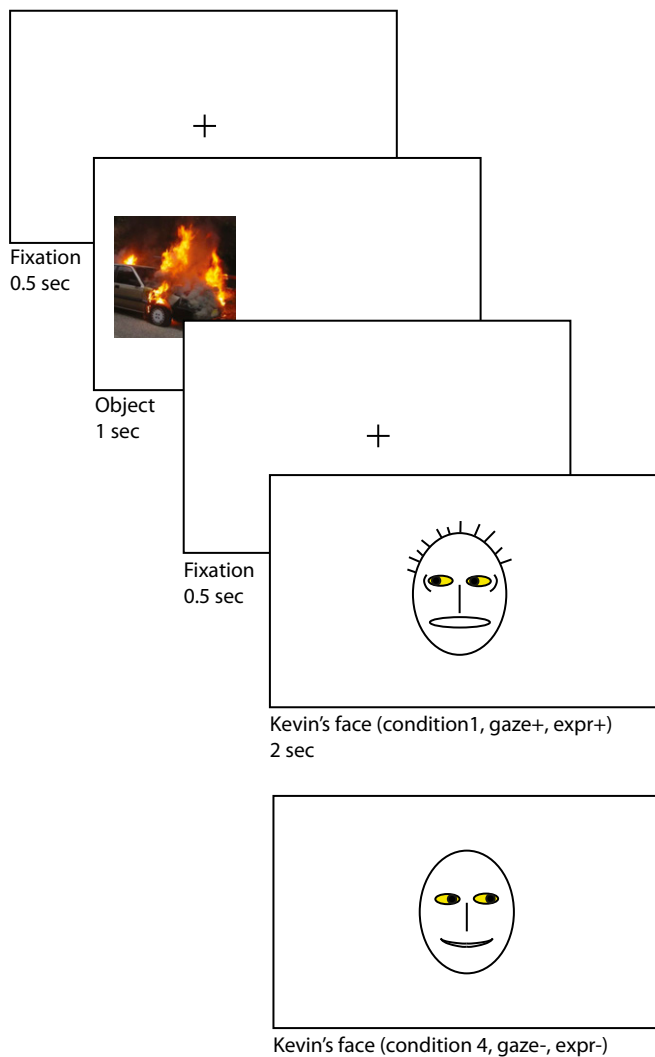 Fixation
0.5 sec
Object
1 sec
Fixation
0.5 sec
Kevin's face (condition1, gaze+, expr+)
2 sec
Kevin's face (condition 4, gaze-, expr-)